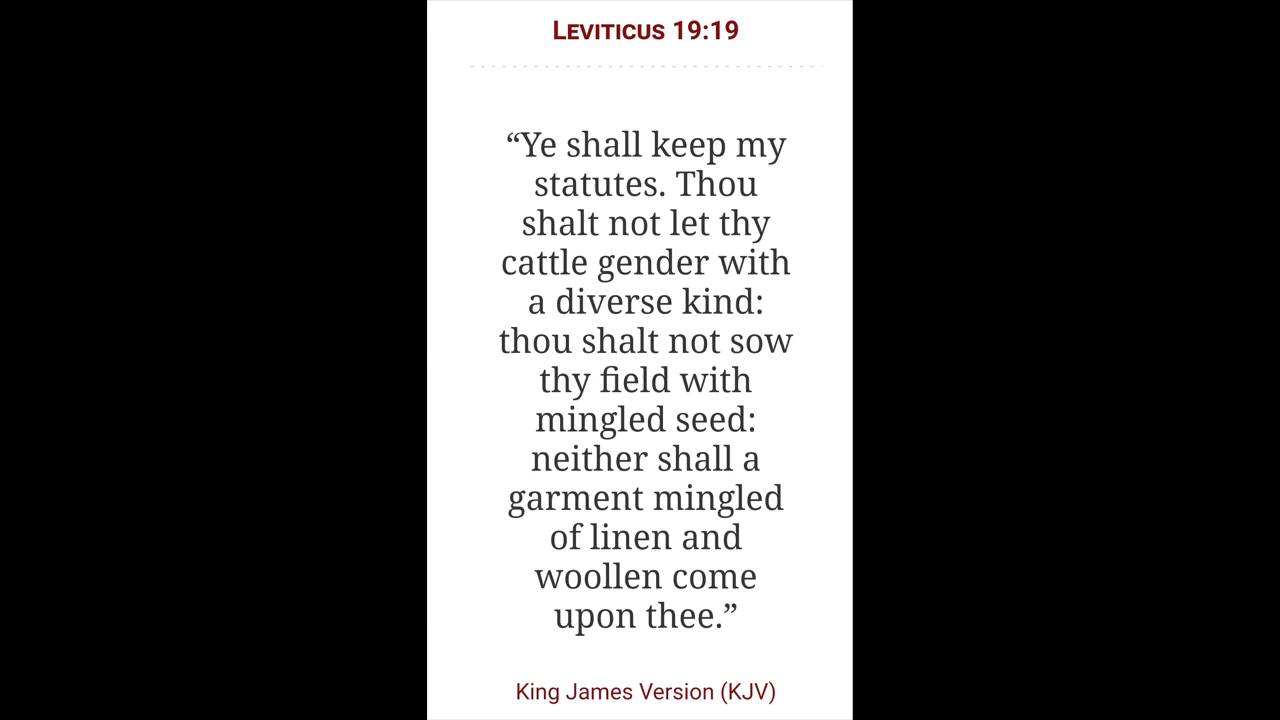 Leviticus 19:19
“Ye shall keep my
statutes. Thou
shalt not let thy
cattle gender with
a diverse kind:
thou shalt not sow
thy field with
mingled seed:
neither shall a
garment mingled
of linen and
woollen come
upon thee.”
King James Version (KJV)